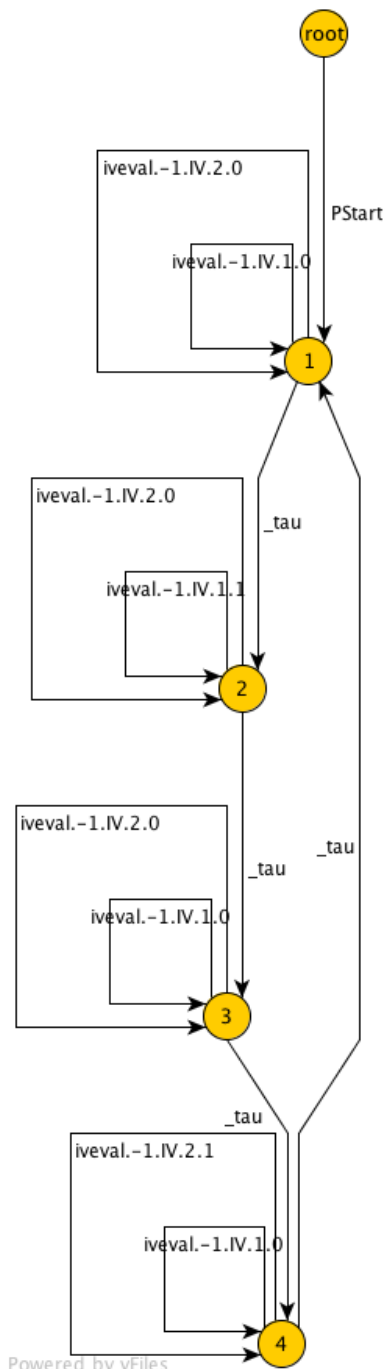 root
PStart
iveval.-1.IV.2.0
iveval.-1.IV.1.0
1
_tau
iveval.-1.IV.2.0
iveval.-1.IV.1.1
2
_tau
_tau
iveval.-1.IV.2.0
iveval.-1.IV.1.0
3
_tau
iveval.-1.IV.2.1
iveval.-1.IV.1.0
4
Powered by yFiles